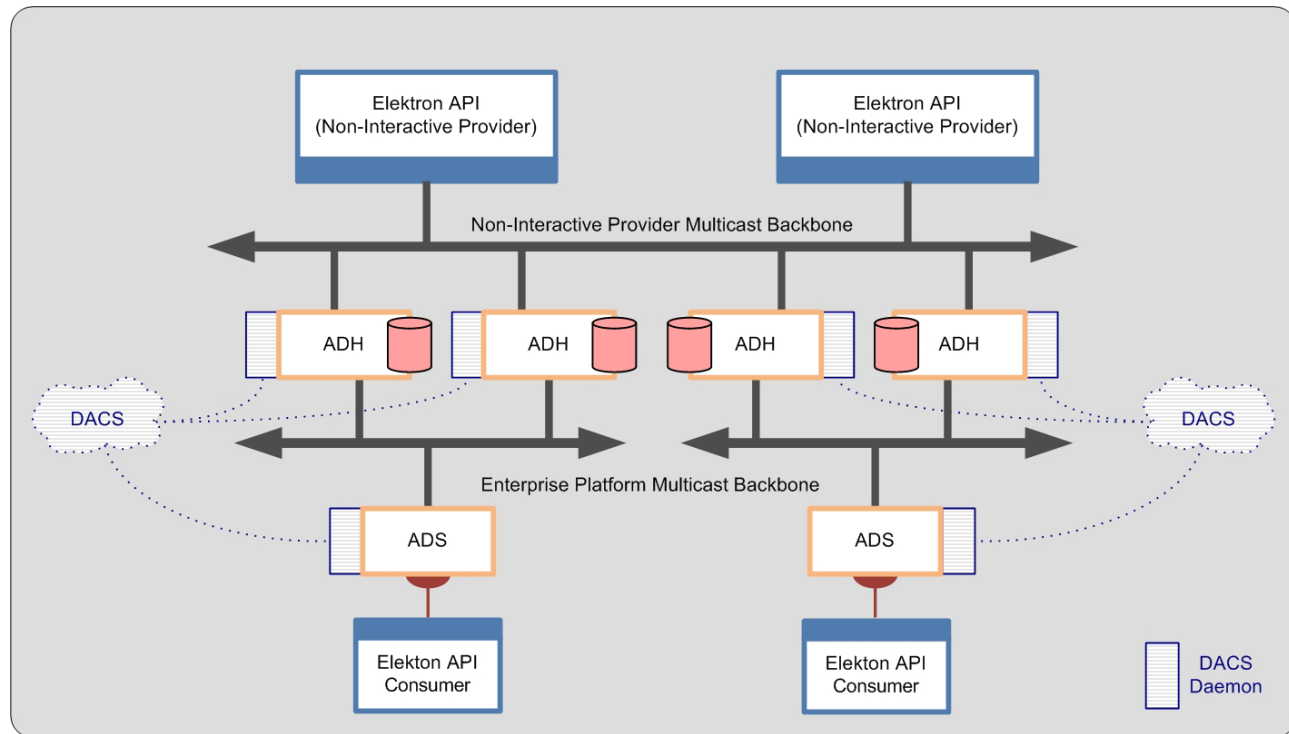 Elektron API
(Non-Interactive Provider)
Elektron API
(Non-Interactive Provider)
Non-Interactive Provider Multicast Backbone
ADH
ADH
ADH
ADH
DACS
DACS
Enterprise Platform Multicast Backbone
ADS
ADS
Elekton API
Consumer
Elekton API
Consumer
DACS
Daemon